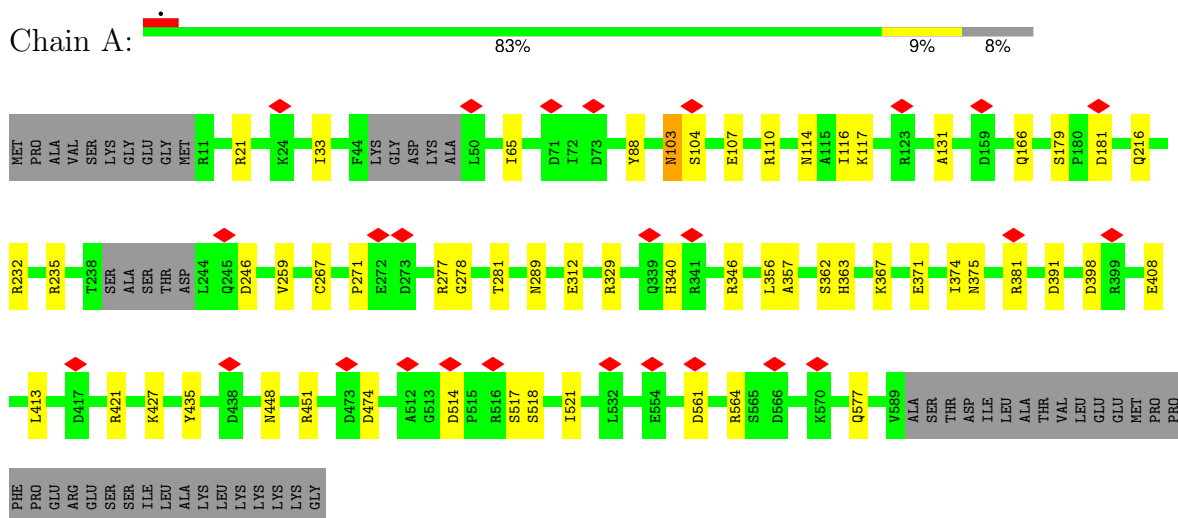 Chain A:
83% 9% 8%
MET PRO ALA VAL SER LYS GLY GLU GLY MET R11 R21 K24 I33 F44 LYS GLY ASP LYS ALA L50 I65 D71 I72 D73 Y88 N103 S104 E107 R110 N114 A115 I116 K117 R123 A131 D159 Q166 S179 P180 D181 Q216
R232 R235 T238 SER ALA SER THR ASP L244 Q245 D246 V259 C267 P271 E272 D273 R277 G278 T281 N289 E312 R329 Q339 H340 R341 R346 L356 A357 S362 H363 K367 E371 I374 N375 R381 D391 D398 R399 E408
L413 D417 R421 K427 Y435 D438 N448 R451 D473 D474 A512 G513 D514 P515 R516 S517 S518 I521 L532 E554 D561 R564 S565 D566 K570 Q577 V589 ALA SER THR ASP ILE LEU ALA THR VAL LEU GLU GLU MET PRO PRO
PHE PRO GLU ARG GLU SER SER ILE LEU ALA LYS LEU LYS LYS LYS LYS GLY